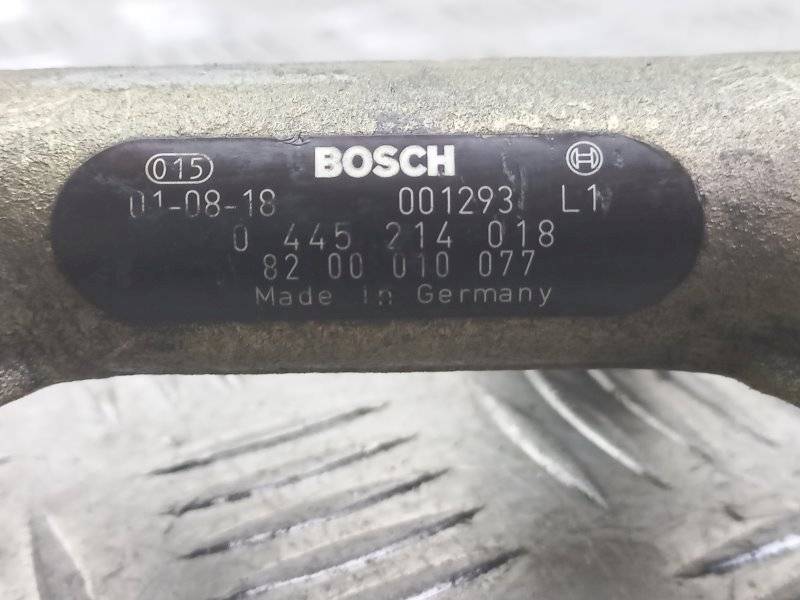 015 BOSCH
01-08-18 001293 L1
0 445 214 018
82 00 010 077
Made in Germany